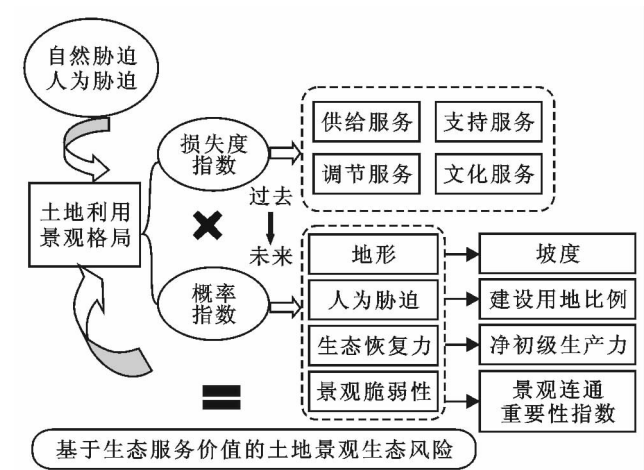 自然胁迫
人为胁迫
土地利用
景观格局
损失度
指数
供给服务
支持服务
调节服务
文化服务
过去
未来
概率
指数
地形
坡度
人为胁迫
建设用地比例
生态恢复力
净初级生产力
景观脆弱性
景观连通
重要性指数
基于生态服务价值的土地景观生态风险